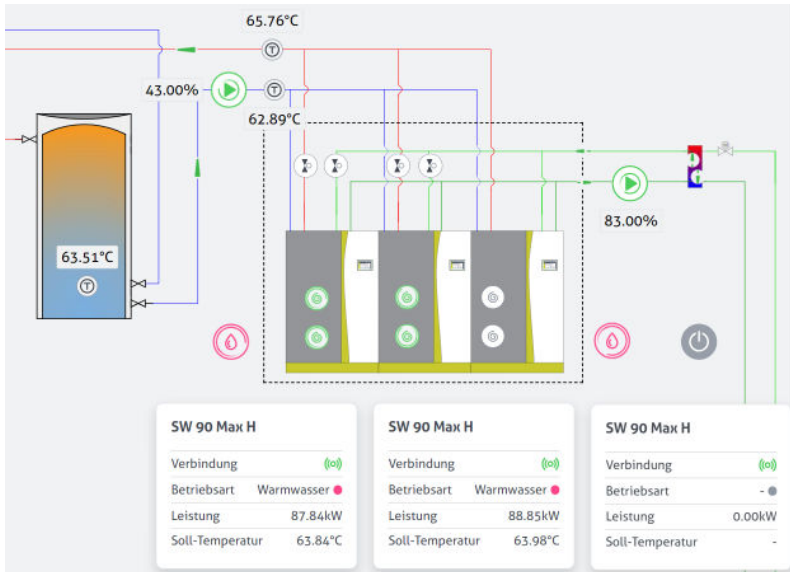 65.76°C
43.00%
62.89°C
83.00%
63.51°C
SW 90 Max H
Verbindung
Betriebsart Warmwasser
Leistung 87.84kW
Soll-Temperatur 63.84°C
SW 90 Max H
Verbindung
Betriebsart Warmwasser
Leistung 88.85kW
Soll-Temperatur 63.98°C
SW 90 Max H
Verbindung
Betriebsart -
Leistung 0.00kW
Soll-Temperatur -